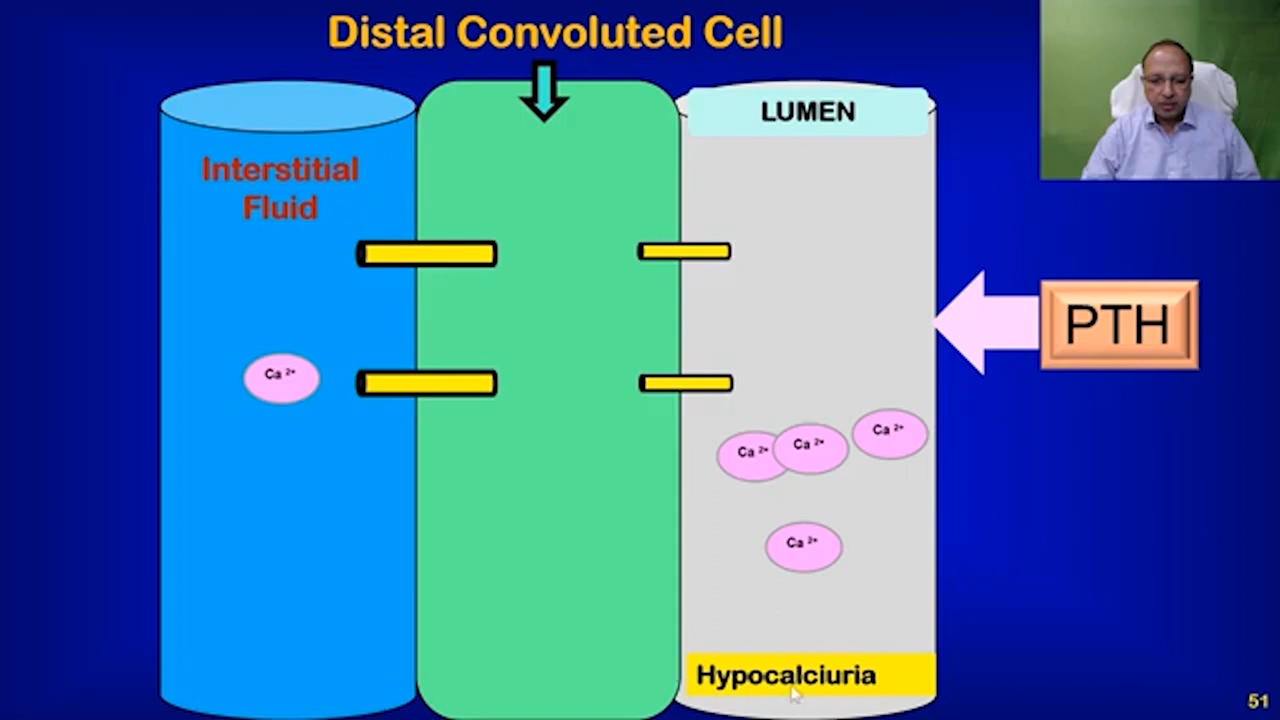 Distal Convoluted Cell
LUMEN
Interstitial
Fluid
PTH
Ca 2+
Ca 2+
Ca 2+
Ca 2+
Ca 2+
Hypocalciuria
51